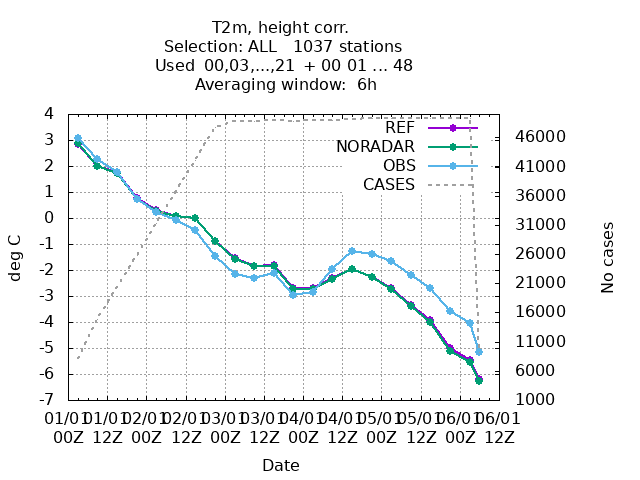 T2m, height corr.
Selection: ALL   1037 stations
Used  00,03,...,21  + 00 01 ... 48
Averaging window:  6h
REF
NORADAR
OBS
CASES
4
3
2
1
0
-1
-2
-3
-4
-5
-6
-7
deg C
46000
41000
36000
31000
26000
21000
16000
11000
6000
1000
No cases
01/01 01/01 02/01 02/01 03/01 03/01 04/01 04/01 05/01 05/01 06/01 06/01
00Z 12Z 00Z 12Z 00Z 12Z 00Z 12Z 00Z 12Z 00Z 12Z
Date